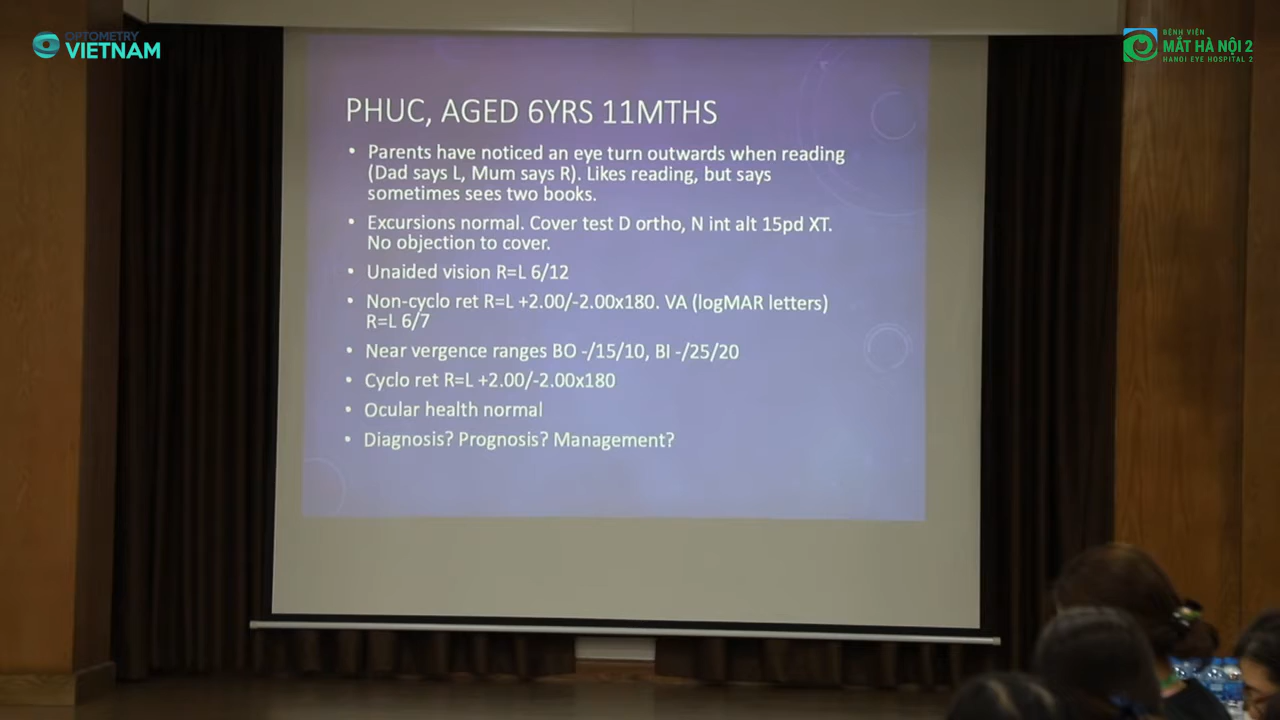 OPTOMETRY
VIETNAM
BỆNH VIỆN
MẮT HÀ NỘI 2
HANOI EYE HOSPITAL 2
PHUC, AGED 6YRS 11MTHS
• Parents have noticed an eye turn outwards when reading
(Dad says L, Mum says R). Likes reading, but says
sometimes sees two books.
• Excursions normal. Cover test D ortho, N int alt 15pd XT.
No objection to cover.
• Unaided vision R=L 6/12
• Non-cyclo ret R=L +2.00/-2.00x180. VA (logMAR letters)
R=L 6/7
• Near vergence ranges BO -/15/10, BI -/25/20
• Cyclo ret R=L +2.00/-2.00x180
• Ocular health normal
• Diagnosis? Prognosis? Management?